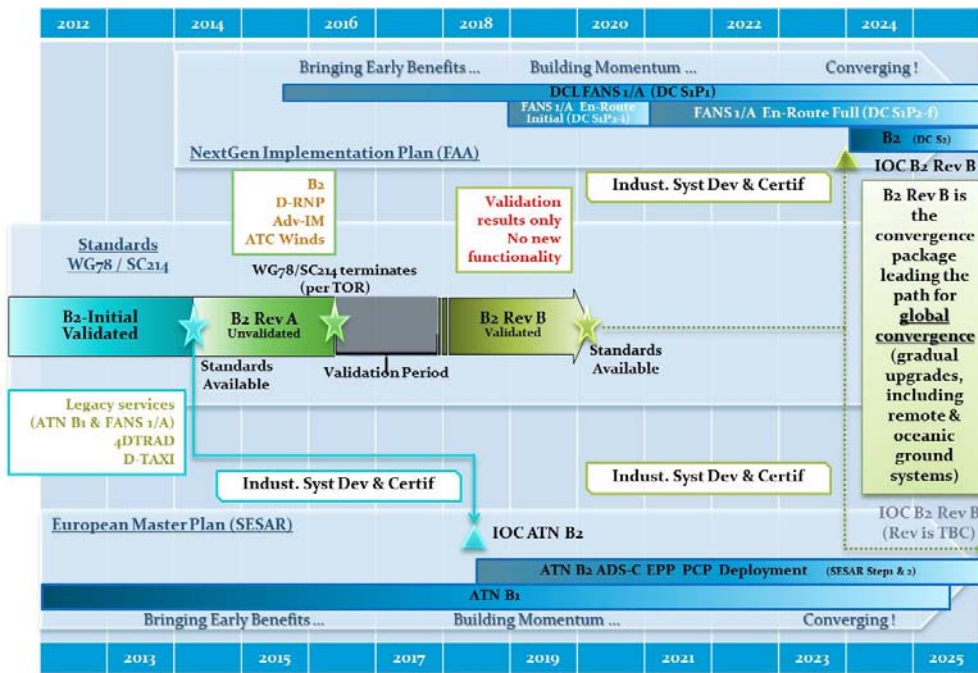 2012 2014 2016 2018 2020 2022 2024
Bringing Early Benefits ... Building Momentum ... Converging !
DCL FANS 1/A (DC S1P1)
FANS 1/A En-Route
Initial (DC S1P2-i)
FANS 1/A En-Route Full (DC S1P2-f)
B2 (DC S2)
NextGen Implementation Plan (FAA)
IOC B2 Rev B
B2
D-RNP
Adv-IM
ATC Winds
Validation
results only
No new
functionality
Indust. Syst Dev & Certif
B2 Rev B is
the
convergence
package
leading the
path for
global
convergence
(gradual
upgrades,
including
remote &
oceanic
ground
systems)
Standards
WG78 / SC214
WG78/SC214 terminates
(per TOR)
B2-Initial
Validated
B2 Rev A
Unvalidated
B2 Rev B
Validated
Standards
Available
Validation Period
Standards
Available
Legacy services
(ATN B1 & FANS 1/A)
4DTRAD
D-TAXI
Indust. Syst Dev & Certif
Indust. Syst Dev & Certif
European Master Plan (SESAR)
IOC ATN B2
IOC B2 Rev B
(Rev is TBC)
ATN B2 ADS-C EPP PCP Deployment (SESAR Step1 & 2)
ATN B1
Bringing Early Benefits ... Building Momentum ... Converging !
2013 2015 2017 2019 2021 2023 2025